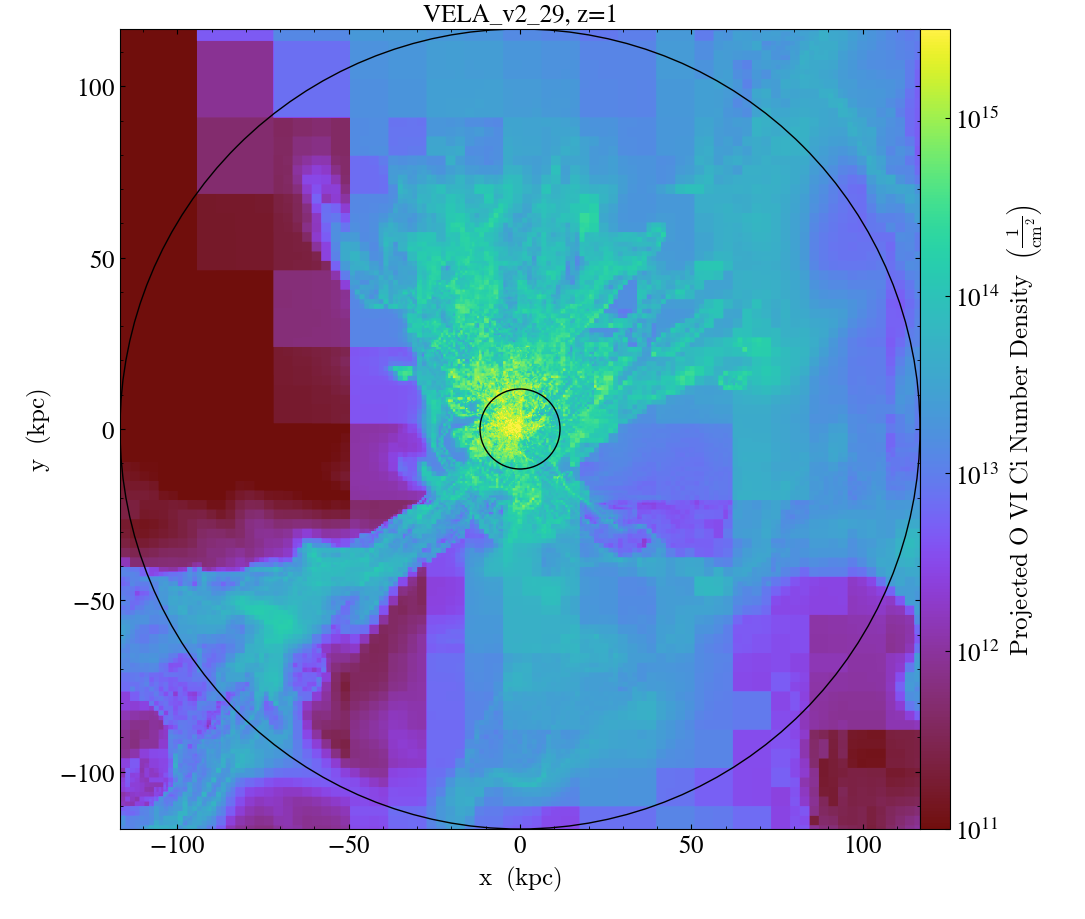 VELA_v2_29, z=1
100
50
0
−50
−100
y (kpc)
−100 −50 0 50 100
x (kpc)
10^15
10^14
10^13
10^12
10^11
Projected O VI Ci Number Density (1/cm^2)